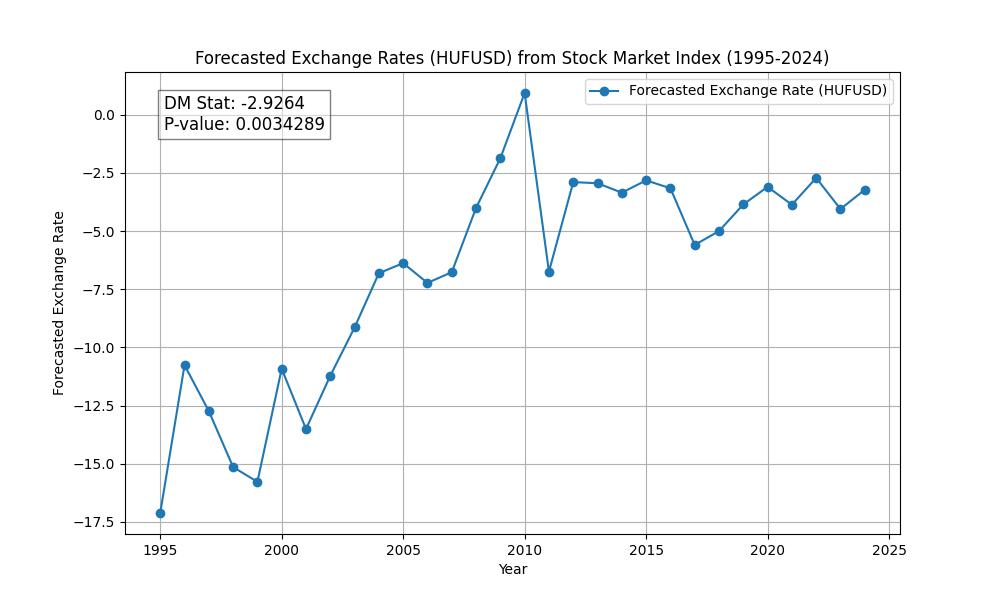 Forecasted Exchange Rates (HUFUSD) from Stock Market Index (1995-2024)
DM Stat: -2.9264
P-value: 0.0034289
Forecasted Exchange Rate (HUFUSD)
Forecasted Exchange Rate
0.0
−2.5
−5.0
−7.5
−10.0
−12.5
−15.0
−17.5
1995 2000 2005 2010 2015 2020 2025
Year